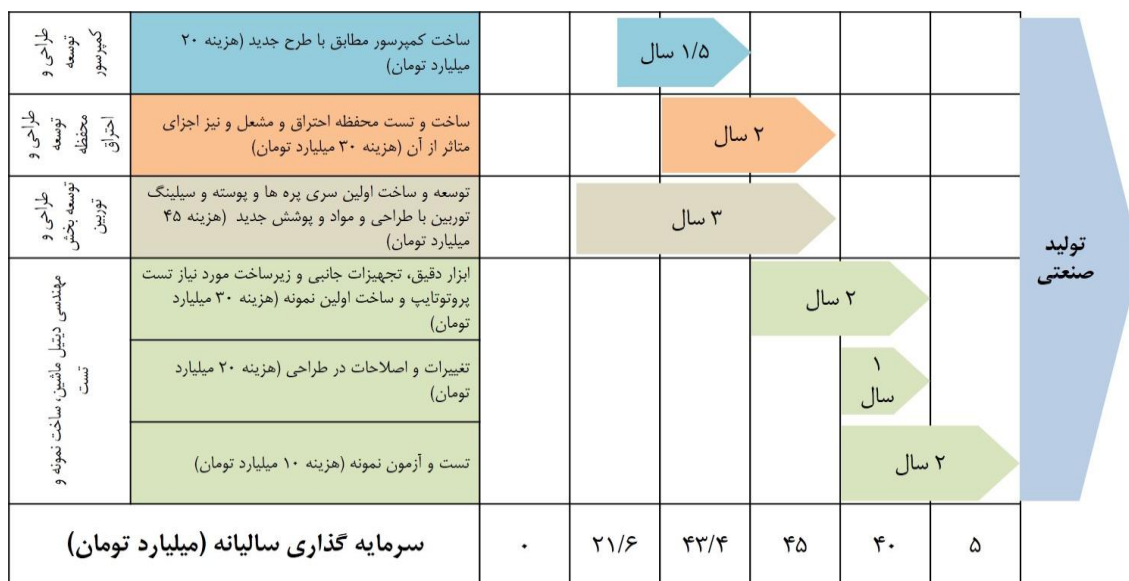 طراحی و
توسعه
کمپرسور
ساخت کمپرسور مطابق با طرح جدید (هزینه ۲۰
میلیارد تومان)
۱/۵ سال
طراحی و
توسعه
محفظه
احتراق
ساخت و تست محفظه احتراق و مشعل و نیز اجزای
متاثر از آن (هزینه ۳۰ میلیارد تومان)
۲ سال
طراحی و
توسعه بخش
توربین
توسعه و ساخت اولین سری پره ها و پوسته و سیلینگ
توربین با طراحی و مواد و پوشش جدید (هزینه ۴۵
میلیارد تومان)
۳ سال
مهندسی دیتیل ماشین، ساخت نمونه و
تست
ابزار دقیق، تجهیزات جانبی و زیرساخت مورد نیاز تست
پروتوتایپ و ساخت اولین نمونه (هزینه ۳۰ میلیارد
تومان)
۲ سال
تغییرات و اصلاحات در طراحی (هزینه ۲۰ میلیارد
تومان)
۱
سال
تست و آزمون نمونه (هزینه ۱۰ میلیارد تومان)
۲ سال
تولید
صنعتی
سرمایه گذاری سالیانه (میلیارد تومان)
۰
۲۱/۶
۴۳/۴
۴۵
۴۰
۵